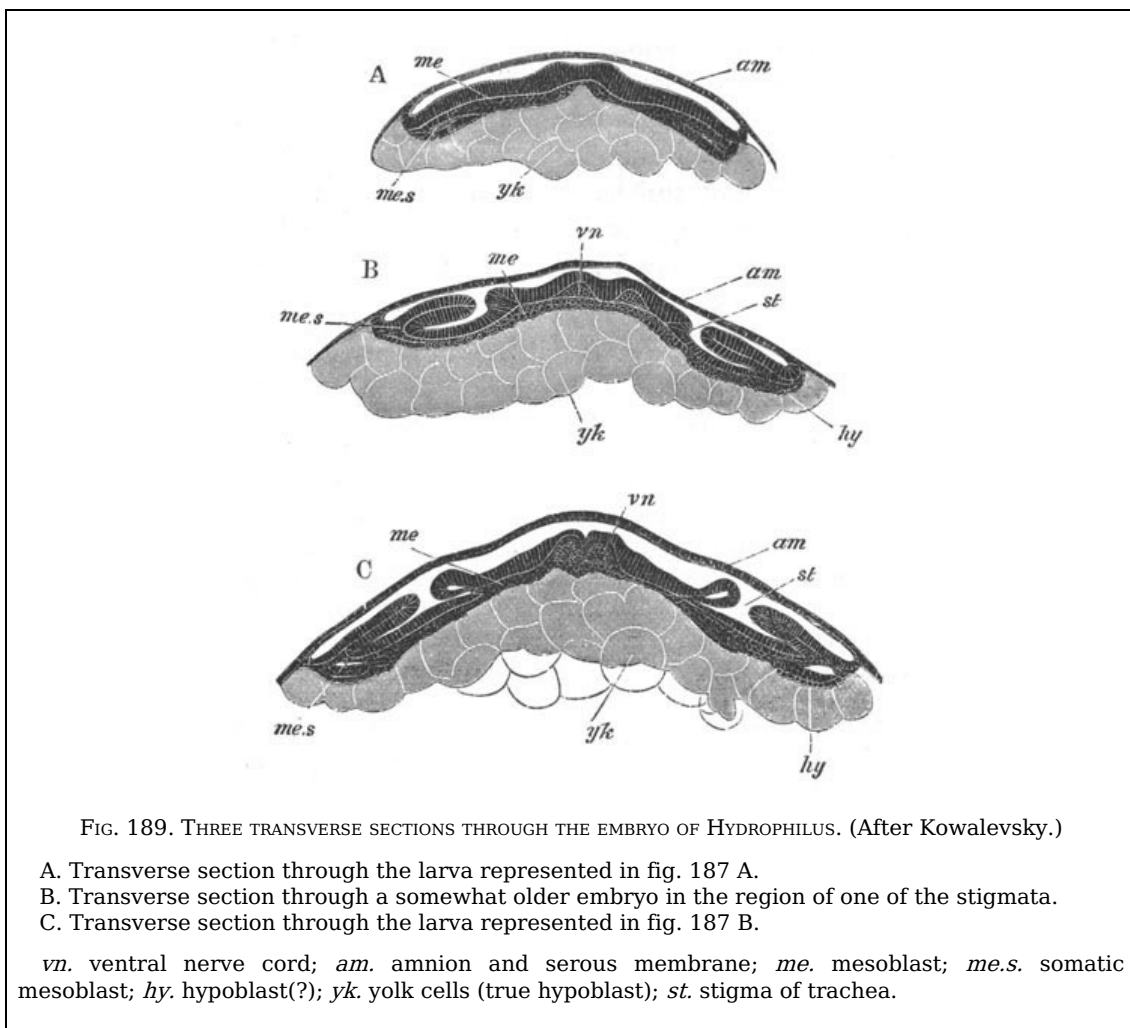 A
me
am
me.s
yk
B
me
vn
am
st
me.s
yk
hy
C
me
vn
am
st
me.s
yk
hy
FIG. 189. THREE TRANSVERSE SECTIONS THROUGH THE EMBRYO OF HYDROPHILUS. (After Kowalevsky.)
A. Transverse section through the larva represented in fig. 187 A.
B. Transverse section through a somewhat older embryo in the region of one of the stigmata.
C. Transverse section through the larva represented in fig. 187 B.
vn. ventral nerve cord; am. amnion and serous membrane; me. mesoblast; me.s. somatic
mesoblast; hy. hypoblast(?); yk. yolk cells (true hypoblast); st. stigma of trachea.